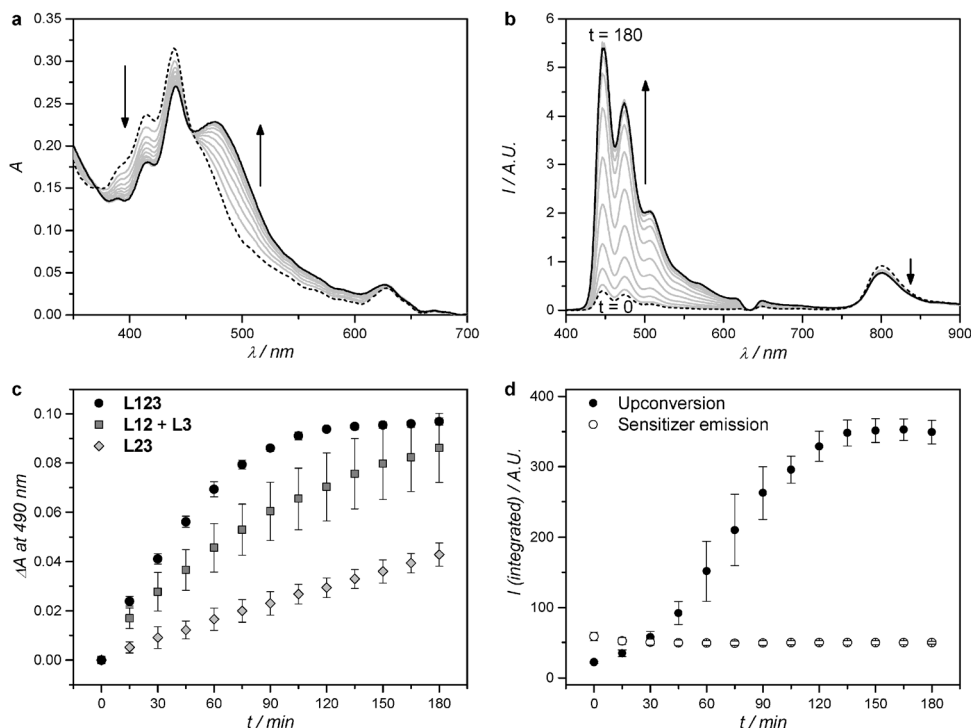 a
0.35
0.30
0.25
0.20
0.15
0.10
0.05
0.00
A
400 500 600 700
λ / nm
b
t = 180
t = 0
6
5
4
3
2
1
0
I / A.U.
400 500 600 700 800 900
λ / nm
c
L123
L12 + L3
L23
0.10
0.08
0.06
0.04
0.02
0.00
ΔA at 490 nm
0 30 60 90 120 150 180
t / min
d
Upconversion
Sensitizer emission
400
300
200
100
0
I (integrated) / A.U.
0 30 60 90 120 150 180
t / min